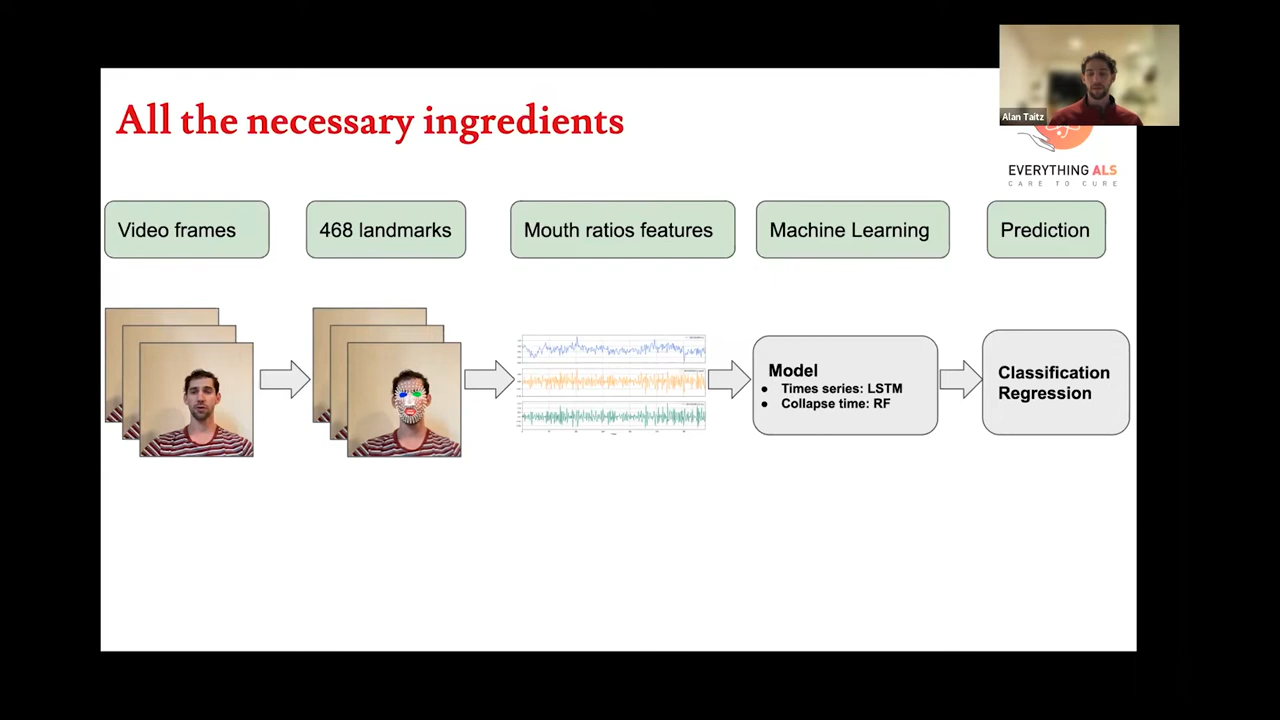 All the necessary ingredients
Alan Taitz
EVERYTHING ALS
CARE TO CURE
Video frames
468 landmarks
Mouth ratios features
Machine Learning
Prediction
Model
● Times series: LSTM
● Collapse time: RF
Classification
Regression